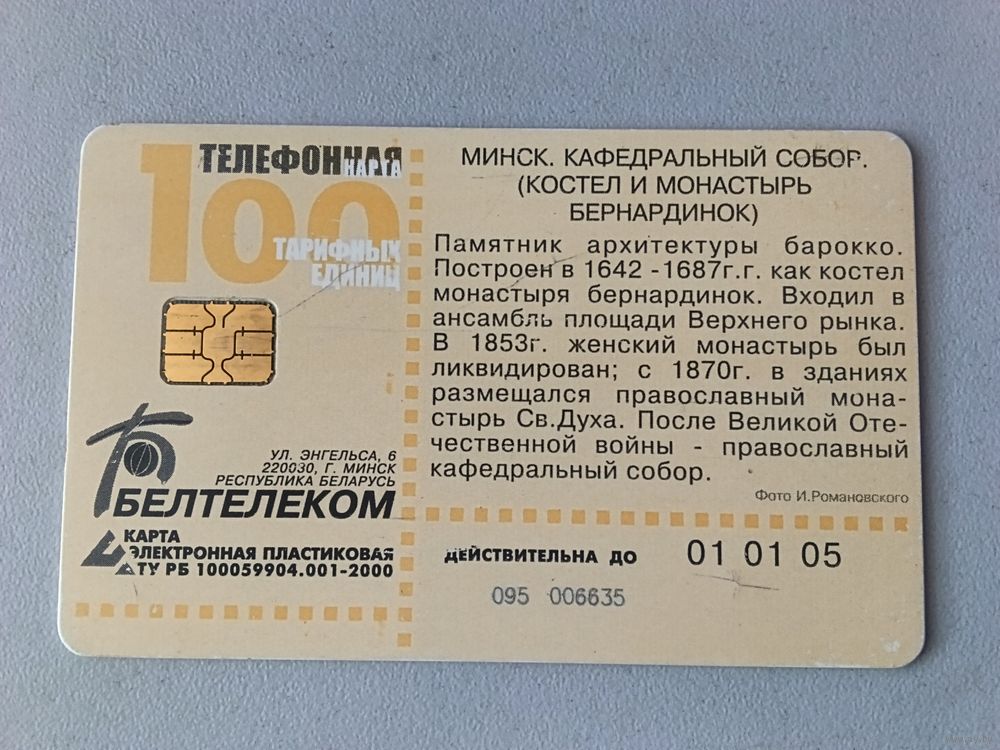 ТЕЛЕФОННАЯ
КАРТА
100
ТАРИФНЫХ
ЕДИНИЦ
УЛ. ЭНГЕЛЬСА, 6
220030, Г. МИНСК
РЕСПУБЛИКА БЕЛАРУСЬ
БЕЛТЕЛЕКОМ
КАРТА
ЭЛЕКТРОННАЯ ПЛАСТИКОВАЯ
ТУ РБ 100059904.001-2000
МИНСК. КАФЕДРАЛЬНЫЙ СОБОР.
(КОСТЕЛ И МОНАСТЫРЬ
БЕРНАРДИНОК)
Памятник архитектуры барокко.
Построен в 1642 -1687г.г. как костел
монастыря бернардинок. Входил в
ансамбль площади Верхнего рынка.
В 1853г. женский монастырь был
ликвидирован; с 1870г. в зданиях
размещался православный мона-
стырь Св.Духа. После Великой Оте-
чественной войны - православный
кафедральный собор.
Фото И.Романовского
ДЕЙСТВИТЕЛЬНА ДО 01 01 05
095 006635